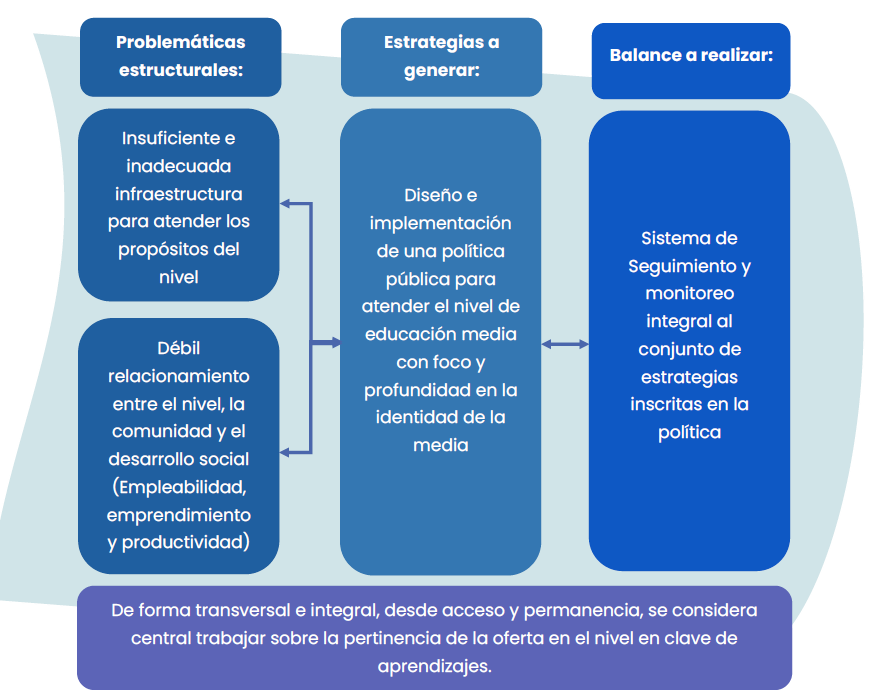 Problemáticas
estructurales:
Insuficiente e
inadecuada
infraestructura
para atender los
propósitos del
nivel
Débil
relacionamiento
entre el nivel, la
comunidad y el
desarrollo social
(Empleabilidad,
emprendimiento
y productividad)
Estrategias a
generar:
Diseño e
implementación
de una política
pública para
atender el nivel de
educación media
con foco y
profundidad en la
identidad de la
media
Balance a realizar:
Sistema de
Seguimiento y
monitoreo
integral al
conjunto de
estrategias
inscritas en la
política
De forma transversal e integral, desde acceso y permanencia, se considera
central trabajar sobre la pertinencia de la oferta en el nivel en clave de
aprendizajes.